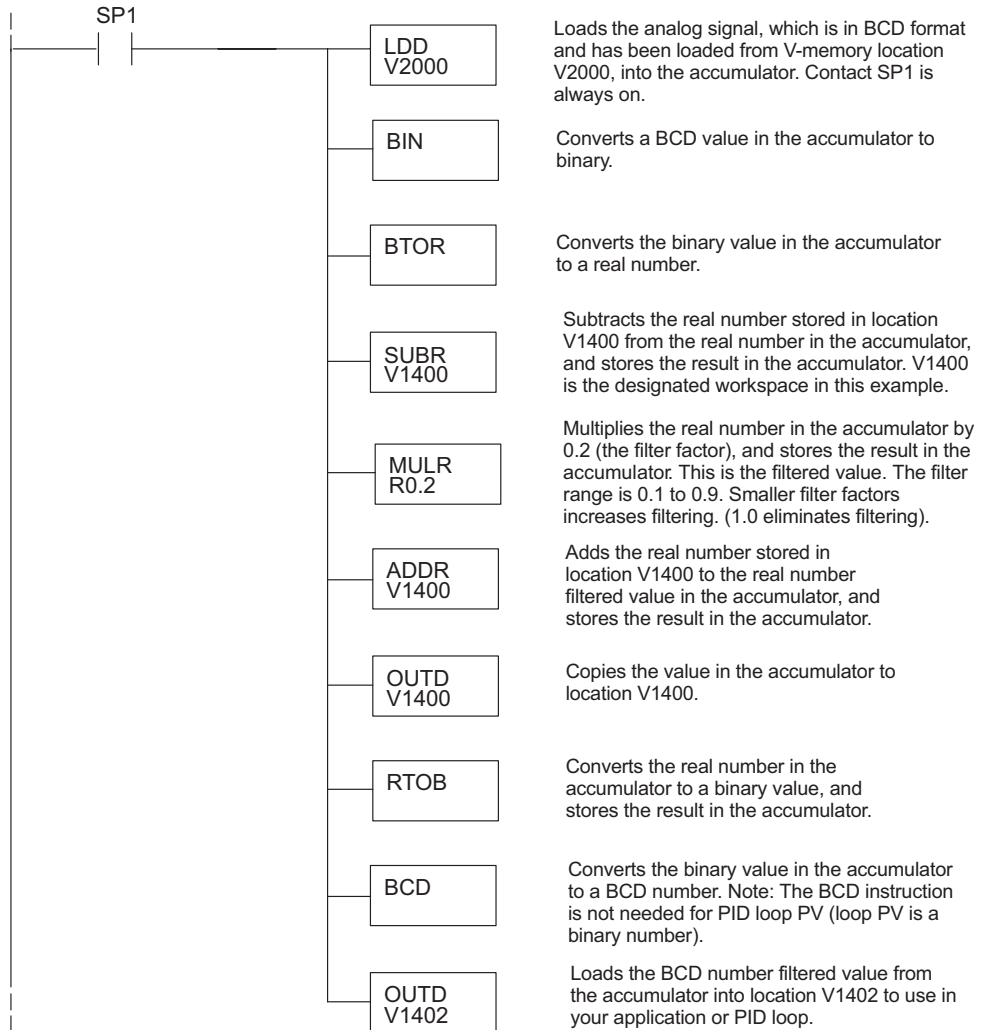 SP1
LDD
V2000
Loads the analog signal, which is in BCD format
and has been loaded from V-memory location
V2000, into the accumulator. Contact SP1 is
always on.
BIN
Converts a BCD value in the accumulator to
binary.
BTOR
Converts the binary value in the accumulator
to a real number.
SUBR
V1400
Subtracts the real number stored in location
V1400 from the real number in the accumulator,
and stores the result in the accumulator. V1400
is the designated workspace in this example.
MULR
R0.2
Multiplies the real number in the accumulator by
0.2 (the filter factor), and stores the result in the
accumulator. This is the filtered value. The filter
range is 0.1 to 0.9. Smaller filter factors
increases filtering. (1.0 eliminates filtering).
ADDR
V1400
Adds the real number stored in
location V1400 to the real number
filtered value in the accumulator, and
stores the result in the accumulator.
OUTD
V1400
Copies the value in the accumulator to
location V1400.
RTOB
Converts the real number in the
accumulator to a binary value, and
stores the result in the accumulator.
BCD
Converts the binary value in the accumulator
to a BCD number. Note: The BCD instruction
is not needed for PID loop PV (loop PV is a
binary number).
OUTD
V1402
Loads the BCD number filtered value from
the accumulator into location V1402 to use in
your application or PID loop.